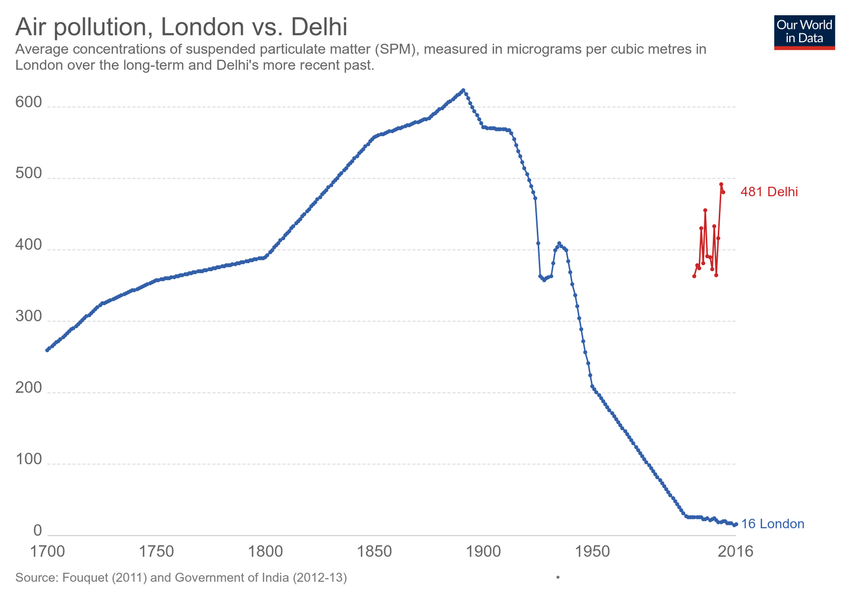 Air pollution, London vs. Delhi
Our World
in Data
Average concentrations of suspended particulate matter (SPM), measured in micrograms per cubic metres in
London over the long-term and Delhi's more recent past.
600
500
481 Delhi
400
300
200
100
0
16 London
1700 1750 1800 1850 1900 1950 2016
Source: Fouquet (2011) and Government of India (2012-13)